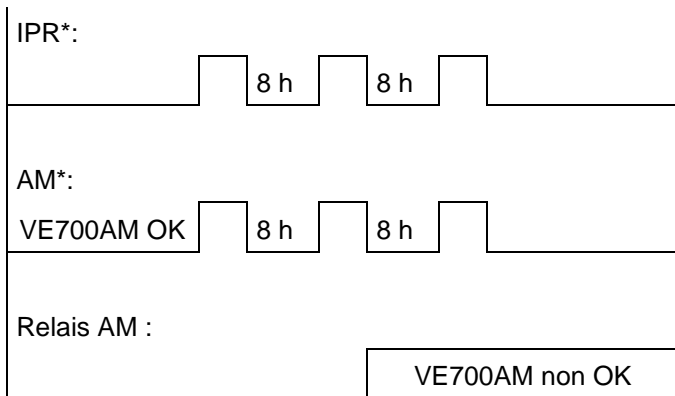 IPR*:
8 h 8 h
AM*:
VE700AM OK 8 h 8 h
Relais AM :
VE700AM non OK